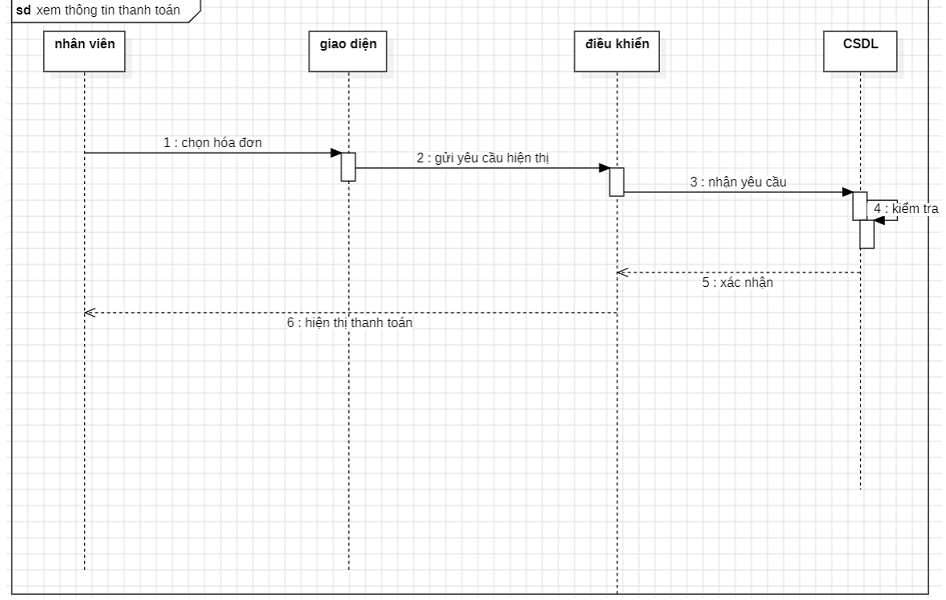 sd xem thông tin thanh toán
nhân viên
giao diện
điều khiển
CSDL
1 : chọn hóa đơn
2 : gửi yêu cầu hiện thị
3 : nhận yêu cầu
4 : kiểm tra
5 : xác nhận
6 : hiện thị thanh toán